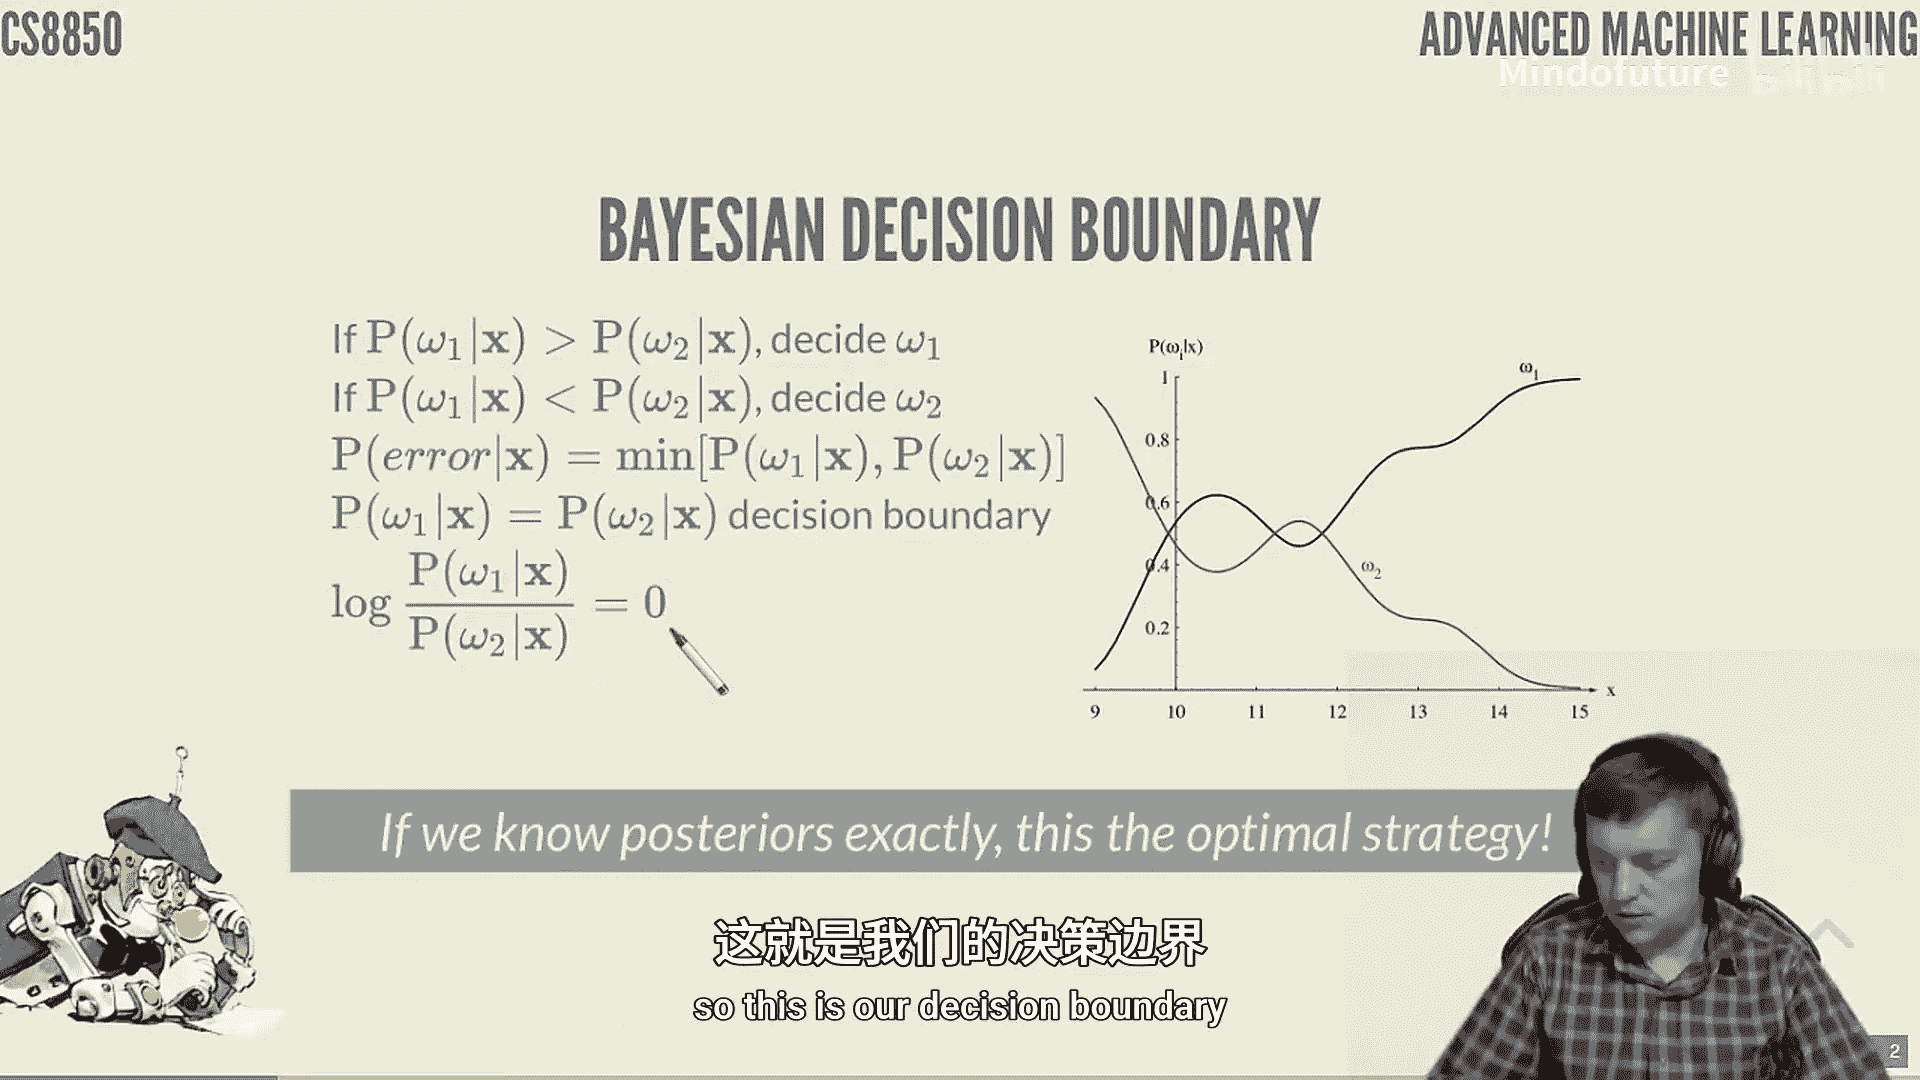 CS8850
ADVANCED MACHINE LEARNING
Mindofuture bilibili
BAYESIAN DECISION BOUNDARY
If P(ω₁|x) > P(ω₂|x), decide ω₁
If P(ω₁|x) < P(ω₂|x), decide ω₂
P(error|x) = min[P(ω₁|x), P(ω₂|x)]
P(ω₁|x) = P(ω₂|x) decision boundary
log P(ω₁|x) / P(ω₂|x) = 0
P(ωᵢ|x)
1
0.8
0.6
0.4
0.2
ω₁
ω₂
x
9 10 11 12 13 14 15
If we know posteriors exactly, this the optimal strategy!
这就是我们的决策边界
so this is our decision boundary
2